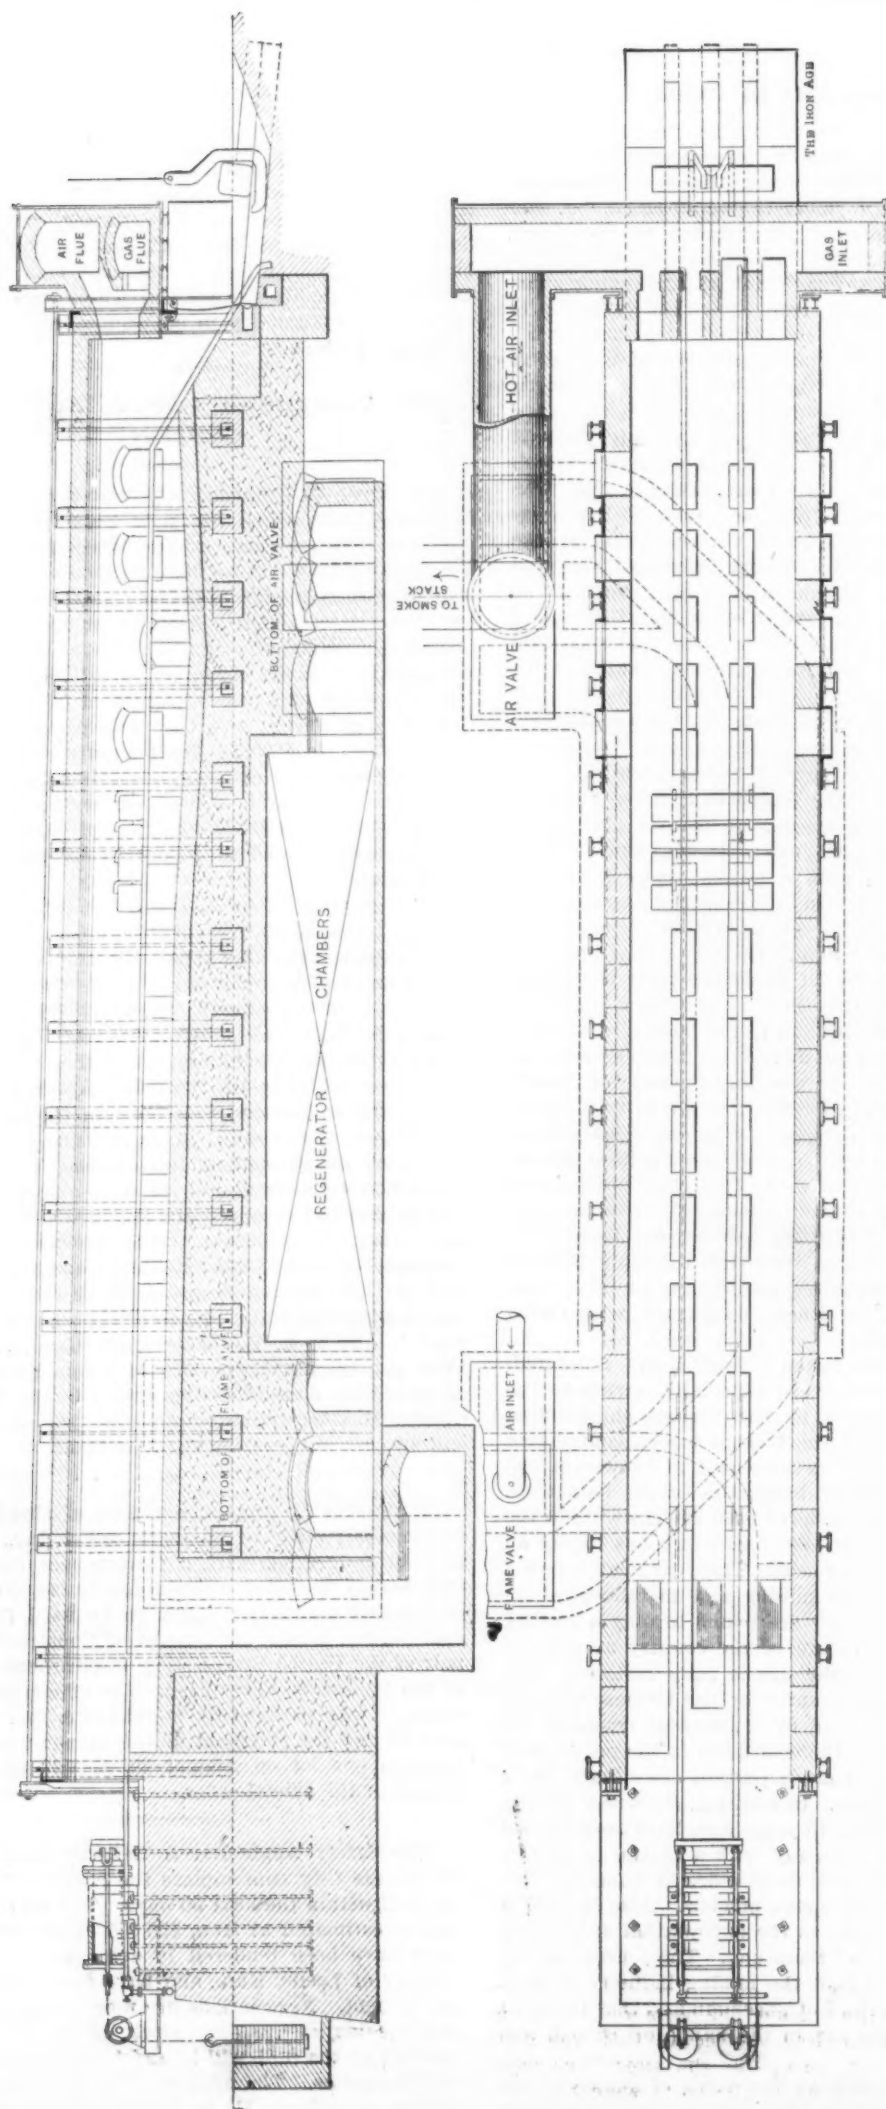 AIR
FLUE
GAS
FLUE
BOTTOM OF AIR VALVE
REGENERATOR CHAMBERS
BOTTOM OF FLAME VALVE
THE IRON AGE
GAS
INLET
HOT AIR INLET
TO SMOKE
STACK
AIR VALVE
AIR INLET
FLAME VALVE